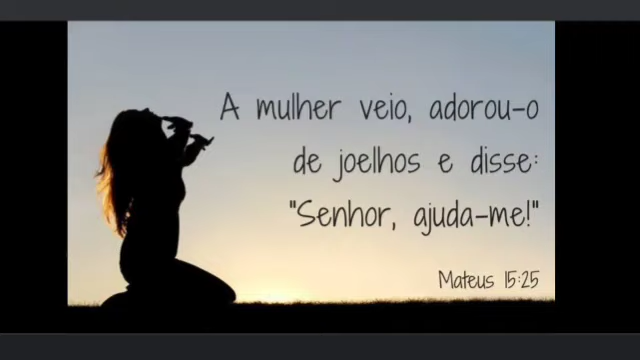 A mulher veio, adorou-o
de joelhos e disse:
"Senhor, ajuda-me!"
Mateus 15:25